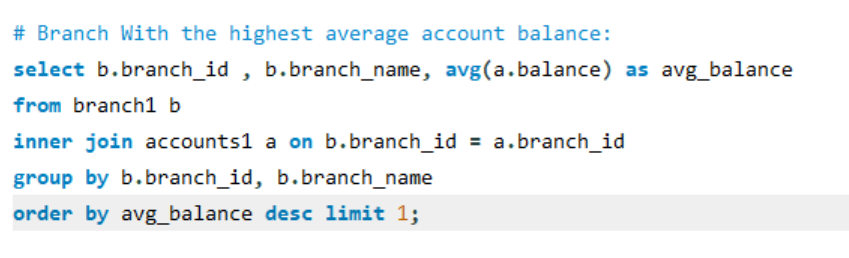 # Branch With the highest average account balance:
select b.branch_id , b.branch_name, avg(a.balance) as avg_balance
from branch1 b
inner join accounts1 a on b.branch_id = a.branch_id
group by b.branch_id, b.branch_name
order by avg_balance desc limit 1;